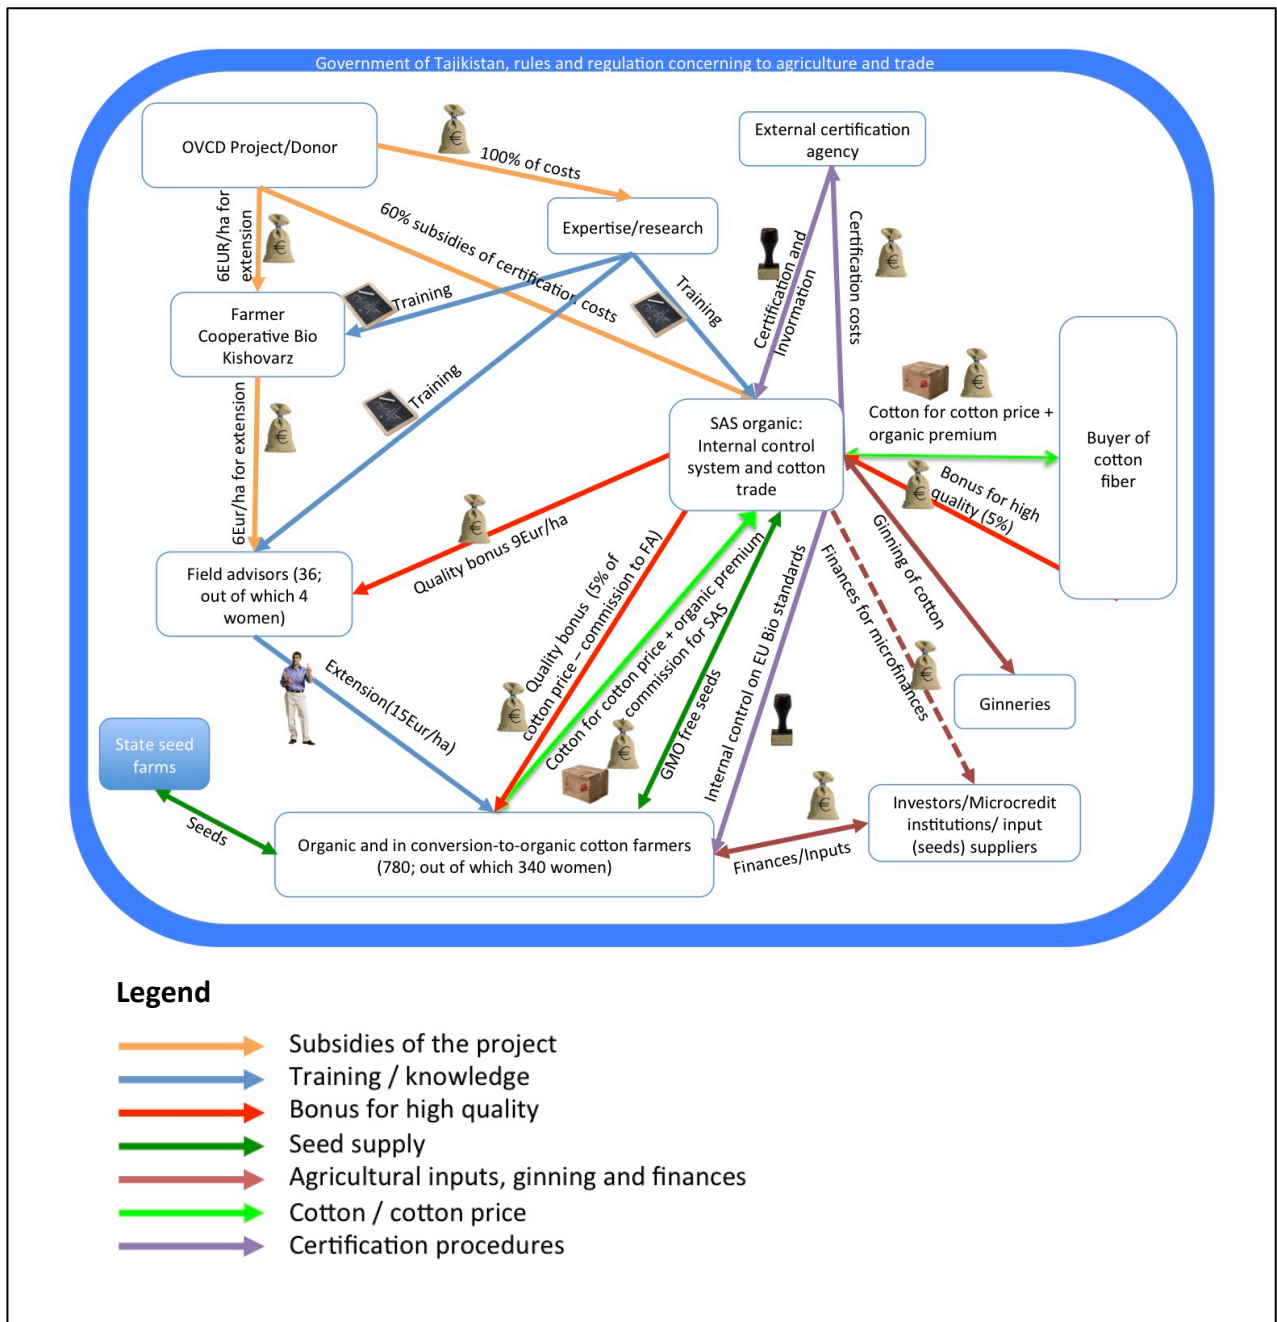 Government of Tajikistan, rules and regulation concerning to agriculture and trade
OVCD Project/Donor
100% of costs
External certification
agency
6EUR/ha for
extension
60% subsidies of certification costs
Expertise/research
Certification and
Invormation
Certification costs
Farmer
Cooperative Bio
Kishovarz
Training
Training
Training
6Eur/ha for extension
SAS organic:
Internal control
system and cotton
trade
Cotton for cotton price +
organic premium
Buyer of
cotton
fiber
Bonus for high
quality (5%)
Quality bonus 9Eur/ha
Field advisors (36;
out of which 4
women)
Quality bonus (5% of
cotton price – commission to FA)
Cotton for cotton price + organic premium
commission for SAS
GMO free seeds
Internal control on EU Bio standards
Finances for microfinances
Ginning of cotton
Extension(15Eur/ha)
Ginneries
State seed
farms
Seeds
Organic and in conversion-to-organic cotton farmers
(780; out of which 340 women)
Finances/Inputs
Investors/Microcredit
institutions/ input
(seeds) suppliers
Legend
Subsidies of the project
Training / knowledge
Bonus for high quality
Seed supply
Agricultural inputs, ginning and finances
Cotton / cotton price
Certification procedures